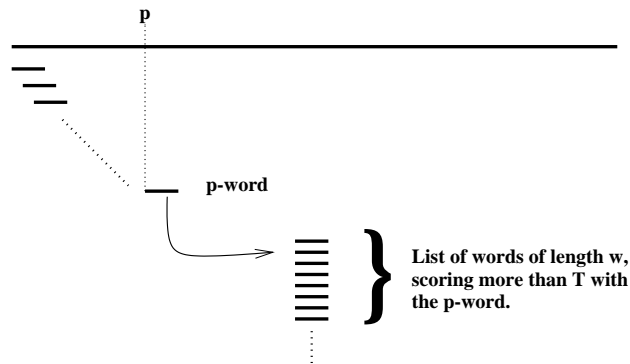 p
p-word
List of words of length w,
scoring more than T with
the p-word.